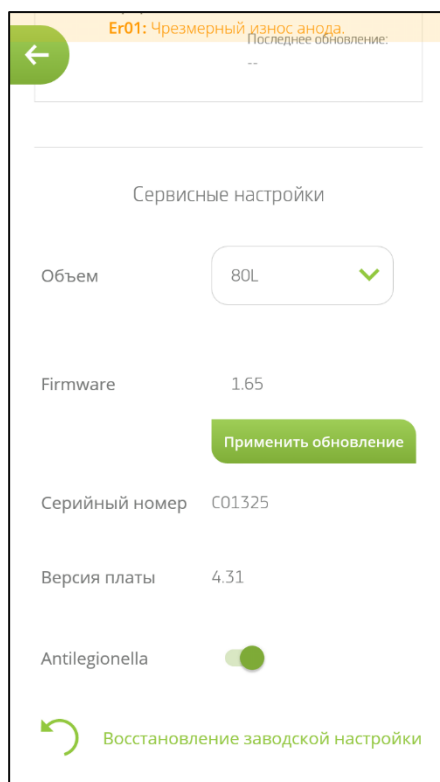 Er01: Чрезмерный износ анода.
Последнее обновление:
--
Сервисные настройки
Объем 80L
Firmware 1.65
Применить обновление
Серийный номер C01325
Версия платы 4.31
Antilegionella
Восстановление заводской настройки